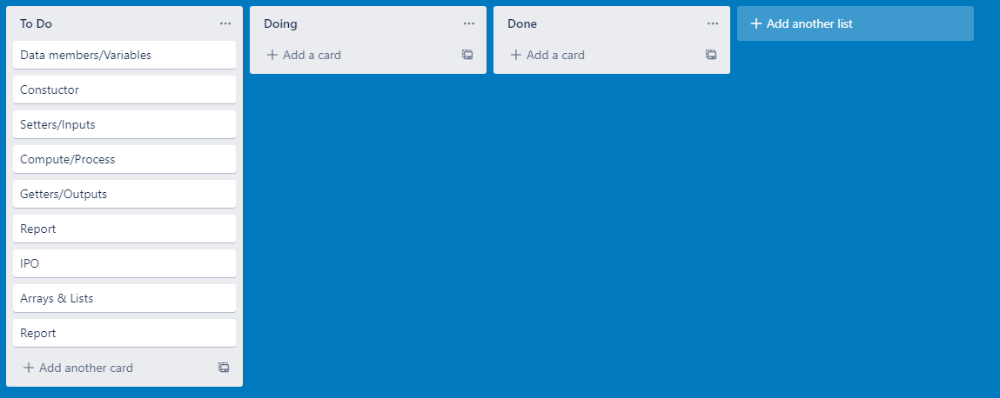 To Do
Data members/Variables
Constuctor
Setters/Inputs
Compute/Process
Getters/Outputs
Report
IPO
Arrays & Lists
Report
Add another card
Doing
Add a card
Done
Add a card
Add another list